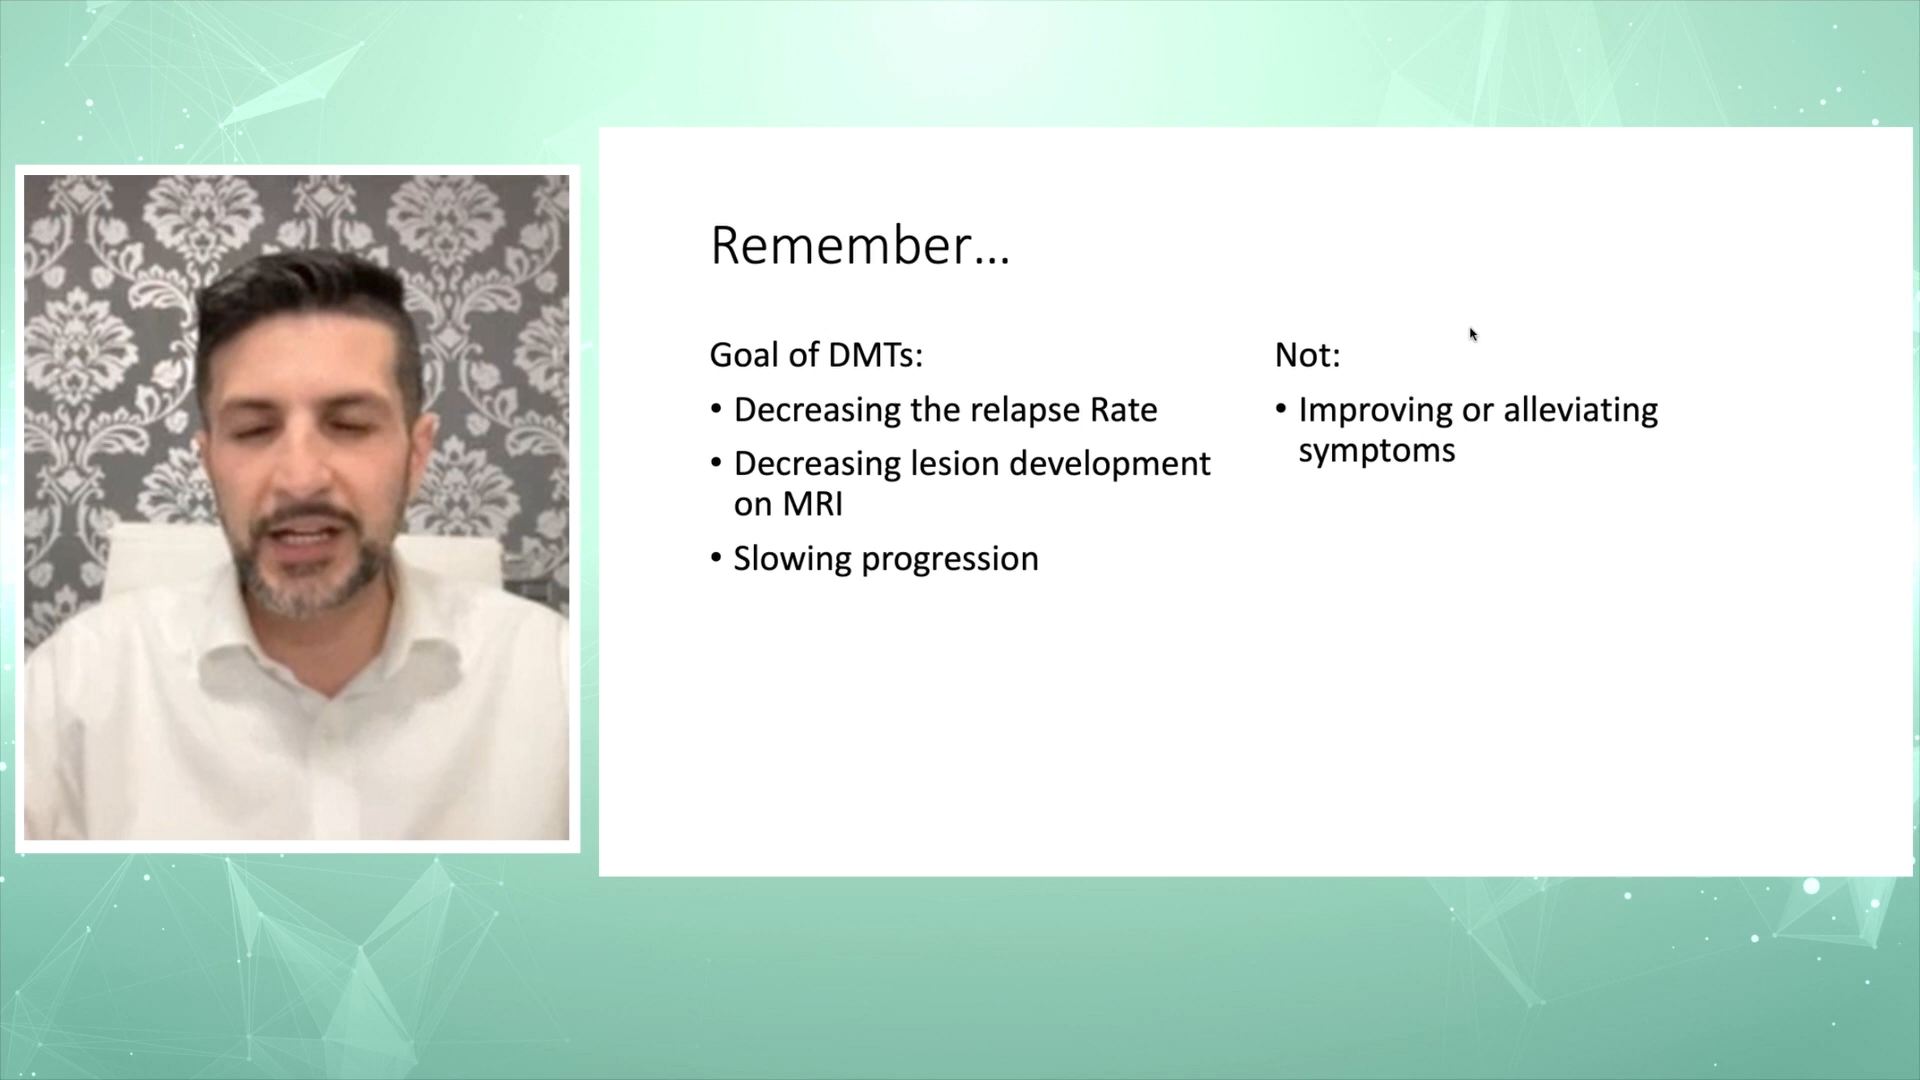 Remember...
Goal of DMTs:
• Decreasing the relapse Rate
• Decreasing lesion development
on MRI
• Slowing progression
Not:
• Improving or alleviating
symptoms